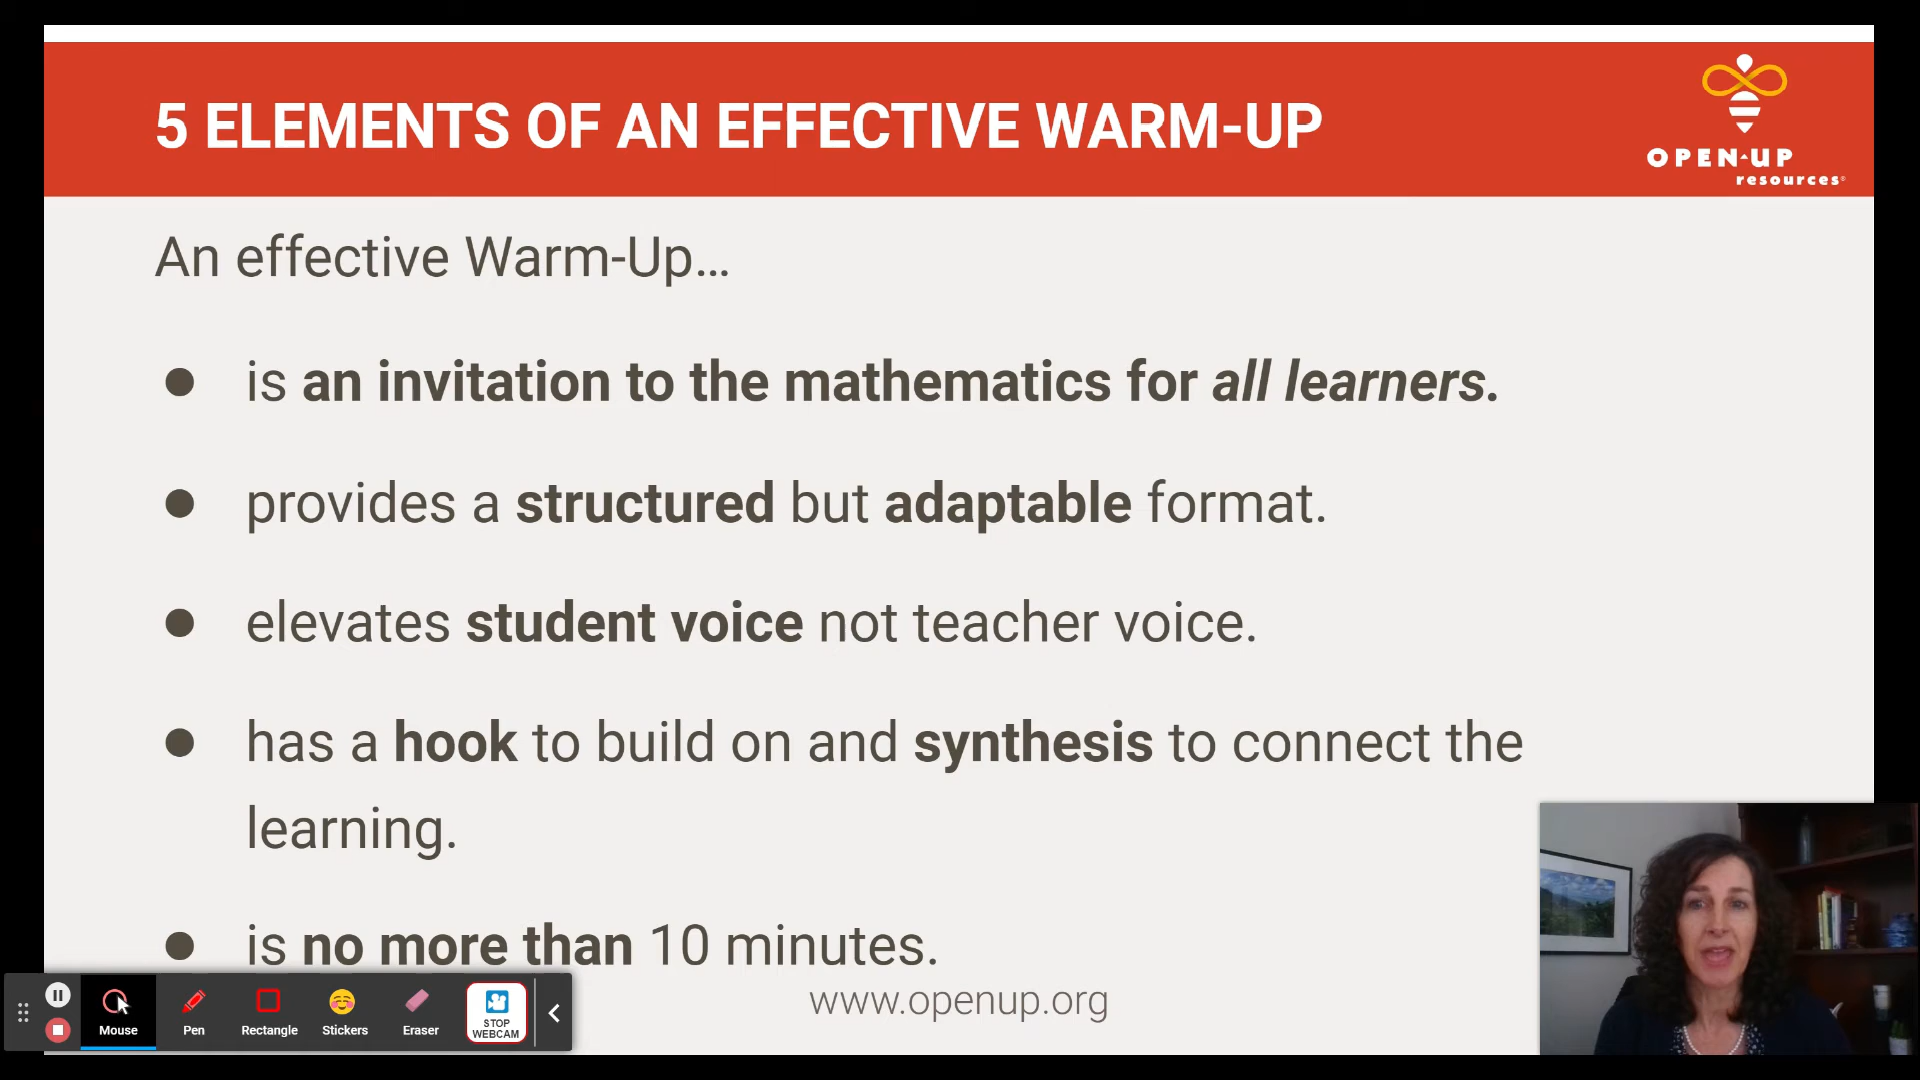 5 ELEMENTS OF AN EFFECTIVE WARM-UP
OPEN-UP
resources
An effective Warm-Up...
● is an invitation to the mathematics for all learners.
● provides a structured but adaptable format.
● elevates student voice not teacher voice.
● has a hook to build on and synthesis to connect the
learning.
● is no more than 10 minutes.
www.openup.org
Mouse
Pen
Rectangle
Stickers
Eraser
STOP
WEBCAM